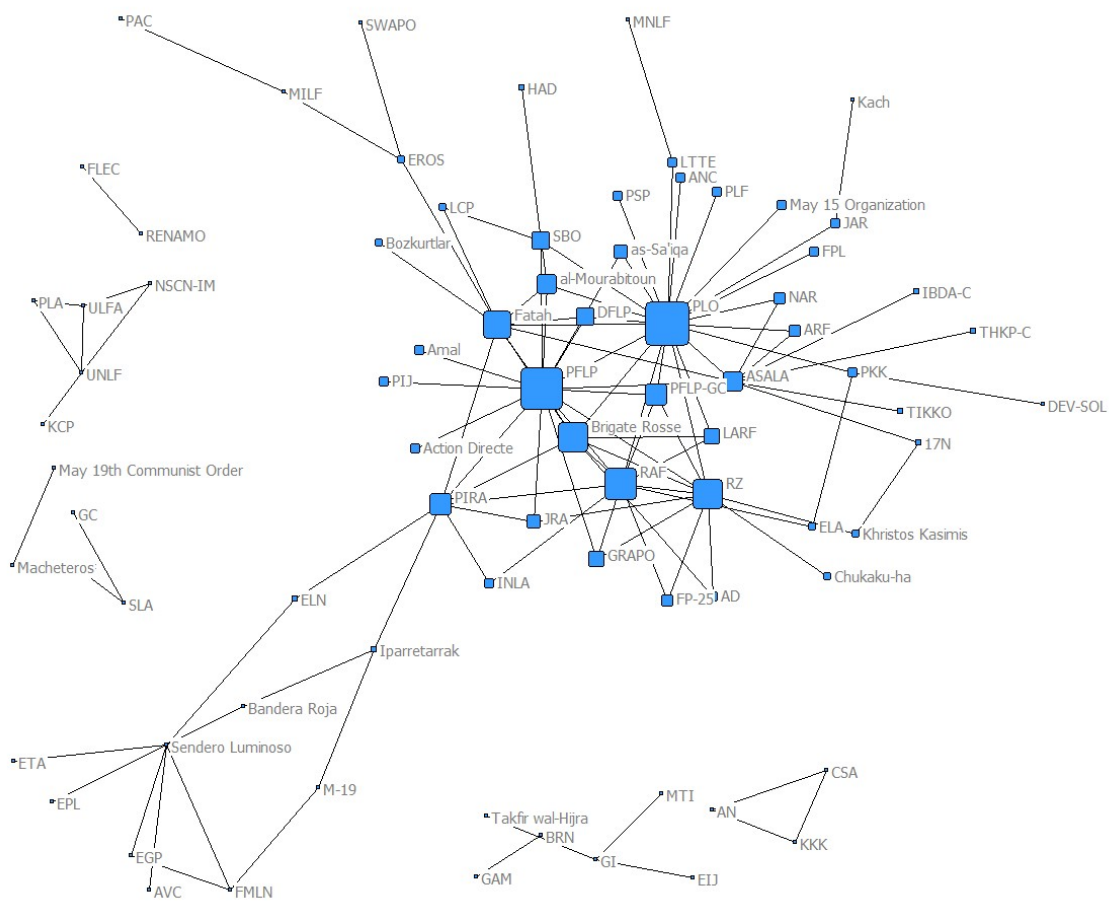 PAC
SWAPO
MNLF
HAD
MILF
Kach
EROS
LTTE
FLEC
ANC
PLF
PSP
May 15 Organization
LCP
JAR
RENAMO
SBO
Bozkurtlar
as-Sa'iqa
FPL
al-Mourabitoun
NSCN-IM
IBDA-C
PLA
ULFA
NAR
PLO
Fatah
DFLP
ARF
THKP-C
Amal
PFLP
UNLF
PKK
ASALA
PIJ
PFLP-GC
DEV-SOL
TIKKO
KCP
Brigate Rosse
LARF
17N
Action Directe
May 19th Communist Order
RAF
RZ
PIRA
GC
JRA
ELA
Khristos Kasimis
GRAPO
Macheteros
Chukaku-ha
INLA
ELN
FP-25
AD
SLA
Iparretarrak
Bandera Roja
Sendero Luminoso
ETA
CSA
M-19
MTI
EPL
AN
Takfir wal-Hijra
BRN
KKK
EGP
GI
GAM
EIJ
AVC
FMLN